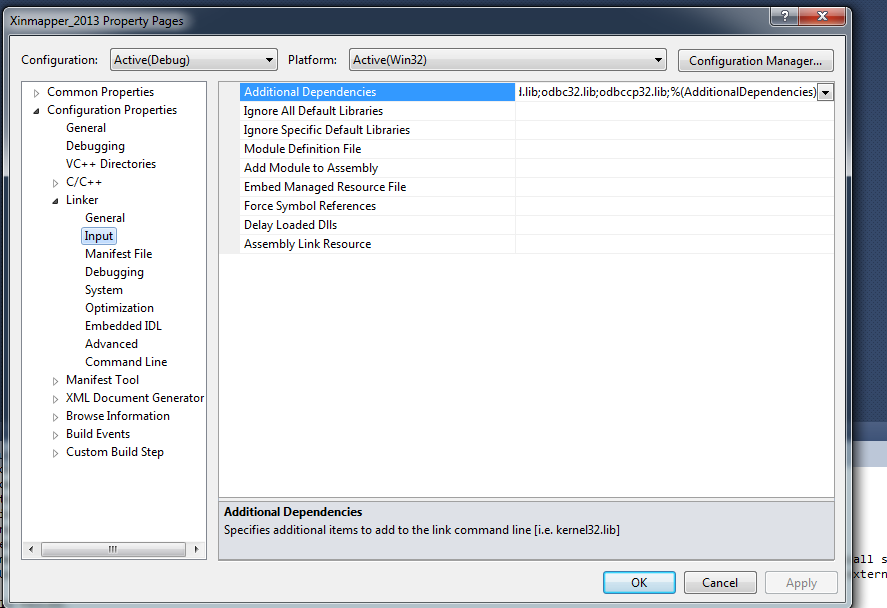 Xinmapper_2013 Property Pages
Configuration: Active(Debug) Platform: Active(Win32) Configuration Manager...
Common Properties
Configuration Properties
General
Debugging
VC++ Directories
C/C++
Linker
General
Input
Manifest File
Debugging
System
Optimization
Embedded IDL
Advanced
Command Line
Manifest Tool
XML Document Generator
Browse Information
Build Events
Custom Build Step
Additional Dependencies d.lib;odbc32.lib;odbccp32.lib;%(AdditionalDependencies)
Ignore All Default Libraries
Ignore Specific Default Libraries
Module Definition File
Add Module to Assembly
Embed Managed Resource File
Force Symbol References
Delay Loaded Dlls
Assembly Link Resource
Additional Dependencies
Specifies additional items to add to the link command line [i.e. kernel32.lib]
OK Cancel Apply
all s
xtern